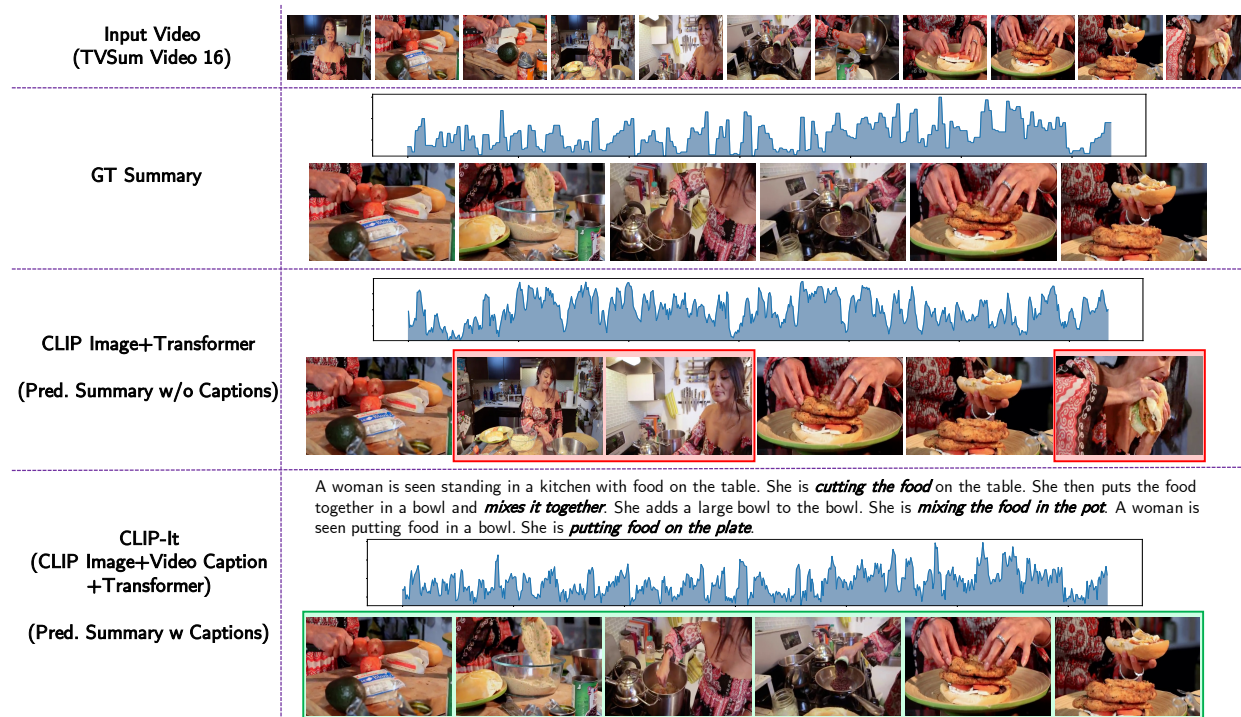 Input Video
(TVSum Video 16)
GT Summary
CLIP Image+Transformer
(Pred. Summary w/o Captions)
A woman is seen standing in a kitchen with food on the table. She is cutting the food on the table. She then puts the food
together in a bowl and mixes it together. She adds a large bowl to the bowl. She is mixing the food in the pot. A woman is
seen putting food in a bowl. She is putting food on the plate.
CLIP-It
(CLIP Image+Video Caption
+Transformer)
(Pred. Summary w Captions)